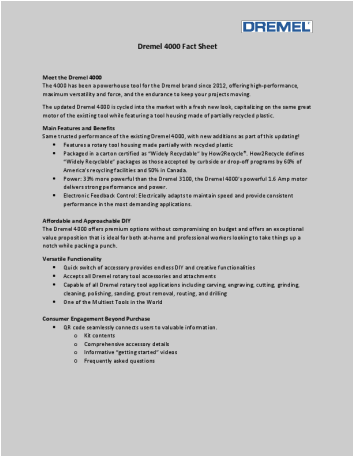 DREMEL
Dremel 4000 Fact Sheet
Meet the Dremel 4000
The 4000 has been a powerhouse tool for the Dremel brand since 2012, offering high-performance,
maximum versatility and force, and the endurance to keep your projects moving.
The updated Dremel 4000 is cycled into the market with a fresh new look, capitalizing on the same great
motor of the existing tool while featuring a tool housing made of partially recycled plastic.
Main Features and Benefits
Same trusted performance of the existing Dremel 4000, with new additions as part of this updating!
• Features a rotary tool housing made partially with recycled plastic
• Packaged in a carton certified as "Widely Recyclable" by How2Recycle®. How2Recycle defines
"Widely Recyclable" packages as those accepted by curbside or drop-off programs by 60% of
America's recycling facilities and 50% in Canada.
• Power: 33% more powerful than the Dremel 3100, the Dremel 4000's powerful 1.6 Amp motor
delivers strong performance and power.
• Electronic Feedback Control: Electrically adapts to maintain speed and provide consistent
performance in the most demanding applications.
Affordable and Approachable DIY
The Dremel 4000 offers premium options without compromising on budget and offers an exceptional
value proposition that is ideal for both at-home and professional workers looking to take things up a
notch while packing a punch.
Versatile Functionality
• Quick switch of accessory provides endless DIY and creative functionalities
• Accepts all Dremel rotary tool accessories and attachments
• Capable of all Dremel rotary tool applications including carving, engraving, cutting, grinding,
cleaning, polishing, sanding, grout removal, routing, and drilling
• One of the Multiest Tools in the World
Consumer Engagement Beyond Purchase
• QR code seamlessly connects users to valuable information.
o Kit contents
o Comprehensive accessory details
o Informative "getting started" videos
o Frequently asked questions